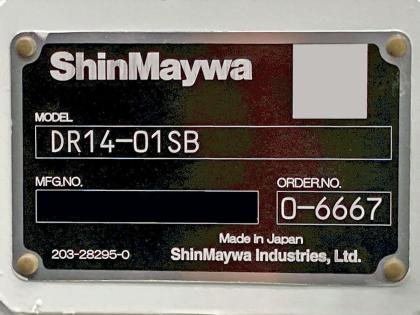 ShinMaywa
MODEL
DR14-01SB
MFG.NO.
ORDER.NO.
0-6667
Made in Japan
203-28295-0
ShinMaywa Industries, Ltd.